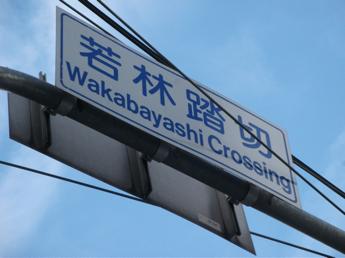 若林踏切
Wakabayashi Crossing